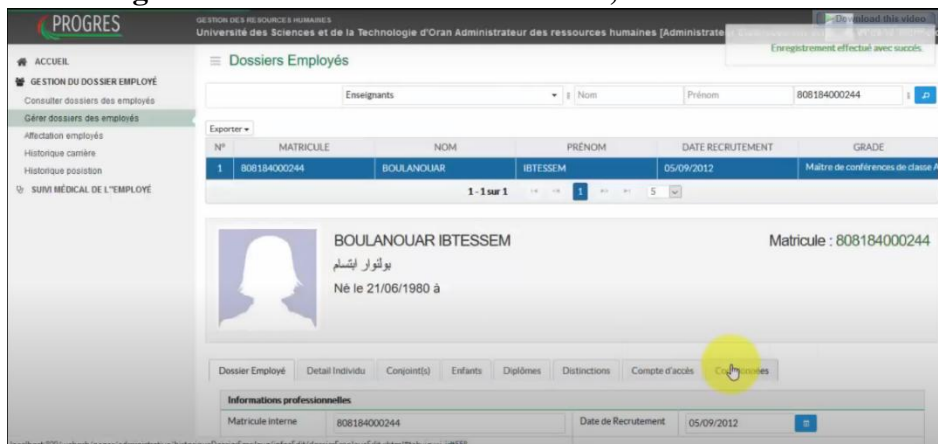 PROGRES
GESTION DES RESOURCES HUMAINES
Université des Sciences et de la Technologie d'Oran Administrateur des ressources humaines [Administrate
Download this video
Enregistrement effectué avec succés.
ACCUEIL
GESTION DU DOSSIER EMPLOYÉ
Consulter dossiers des employés
Gérer dossiers des employés
Affectation employés
Historique carrière
Historique posistion
SUIVI MÉDICAL DE L'"EMPLOYÉ
Dossiers Employés
Enseignants Nom Prénom 808184000244
Exporter
N° MATRICULE NOM PRÉNOM DATE RECRUTEMENT GRADE
1 808184000244 BOULANOUAR IBTESSEM 05/09/2012 Maître de conférences de classe A
1 - 1 sur 1 1 5
BOULANOUAR IBTESSEM
Matricule : 808184000244
بولنوار ابتسام
Né le 21/06/1980 à
Dossier Employé Detail Individu Conjoint(s) Enfants Diplômes Distinctions Compte d'accès
Informations professionnelles
Matricule interne 808184000244 Date de Recrutement 05/09/2012